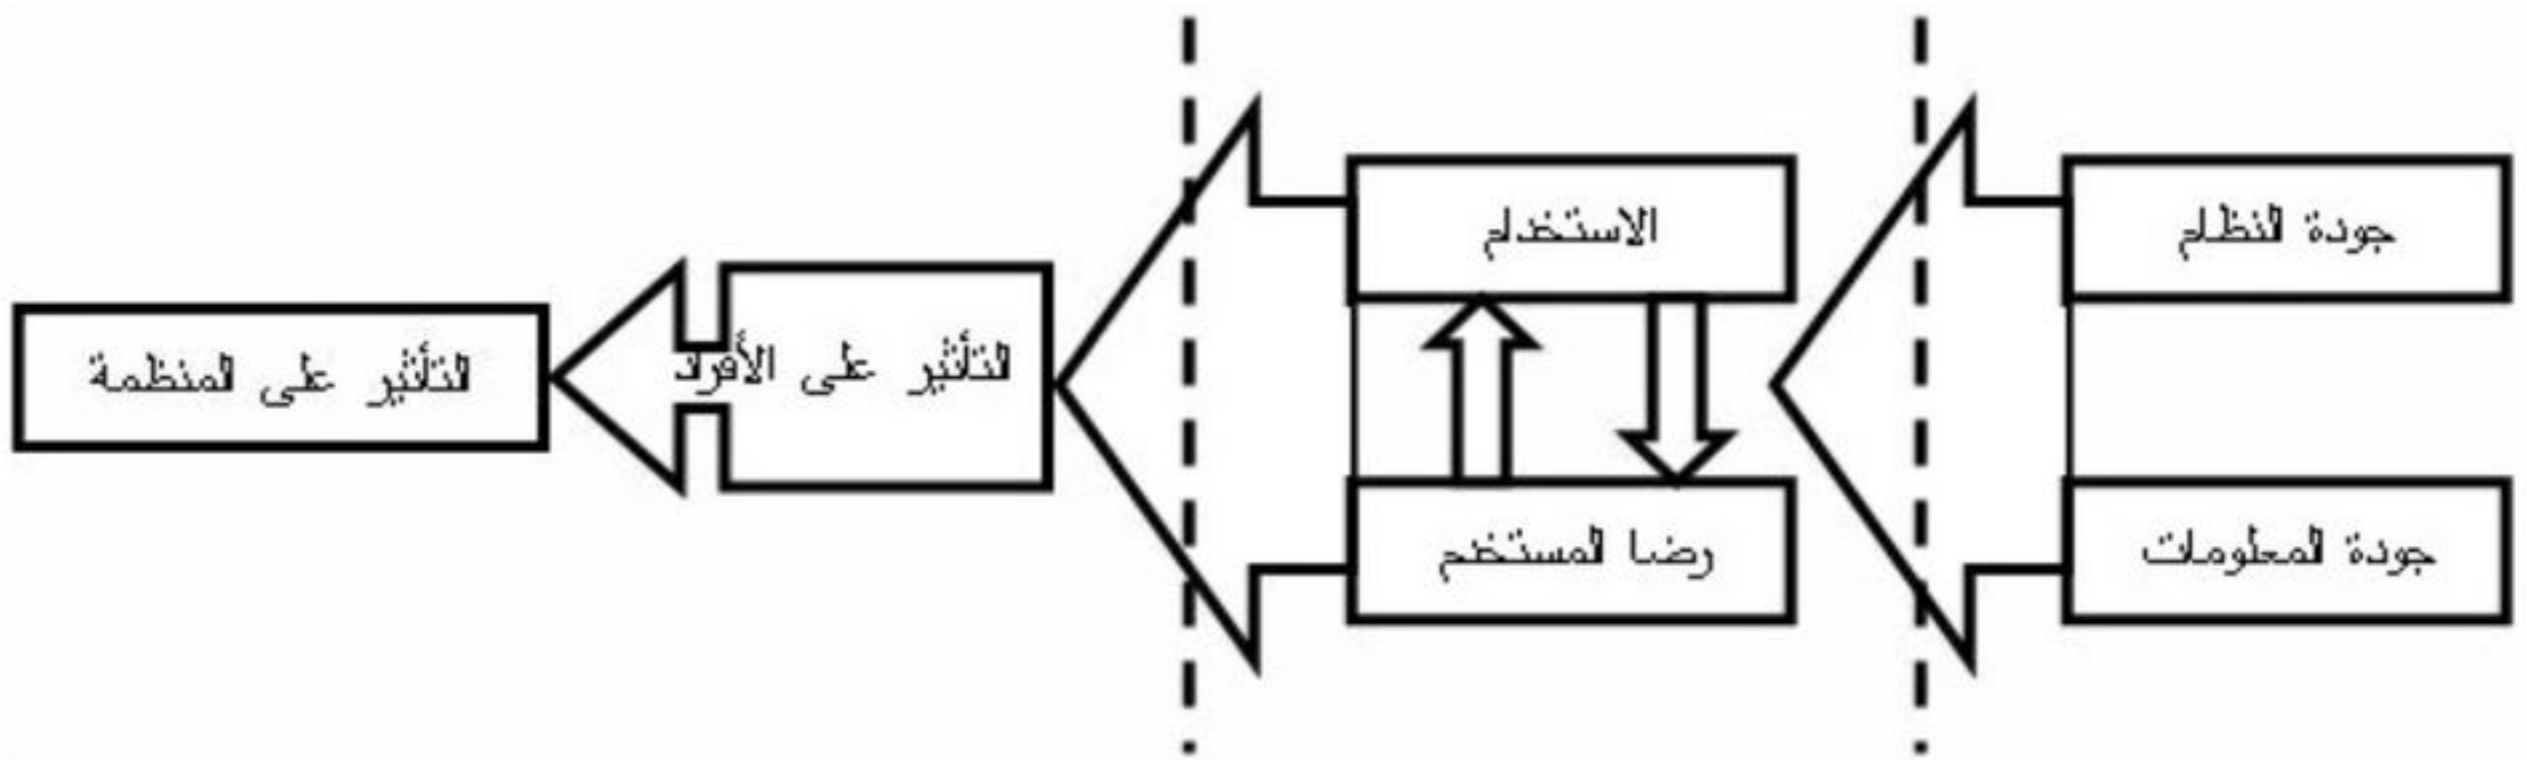 جودة النظام
الاستخدام
التأثير على الأفراد
التأثير على المنظمة
رضا المستخدم
جودة المعلومات